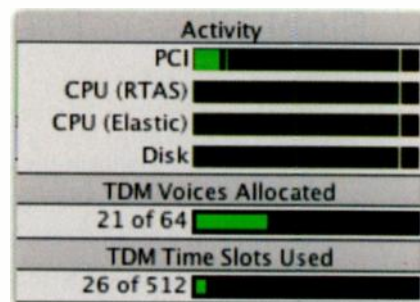 Activity
PCI
CPU (RTAS)
CPU (Elastic)
Disk
TDM Voices Allocated
21 of 64
TDM Time Slots Used
26 of 512